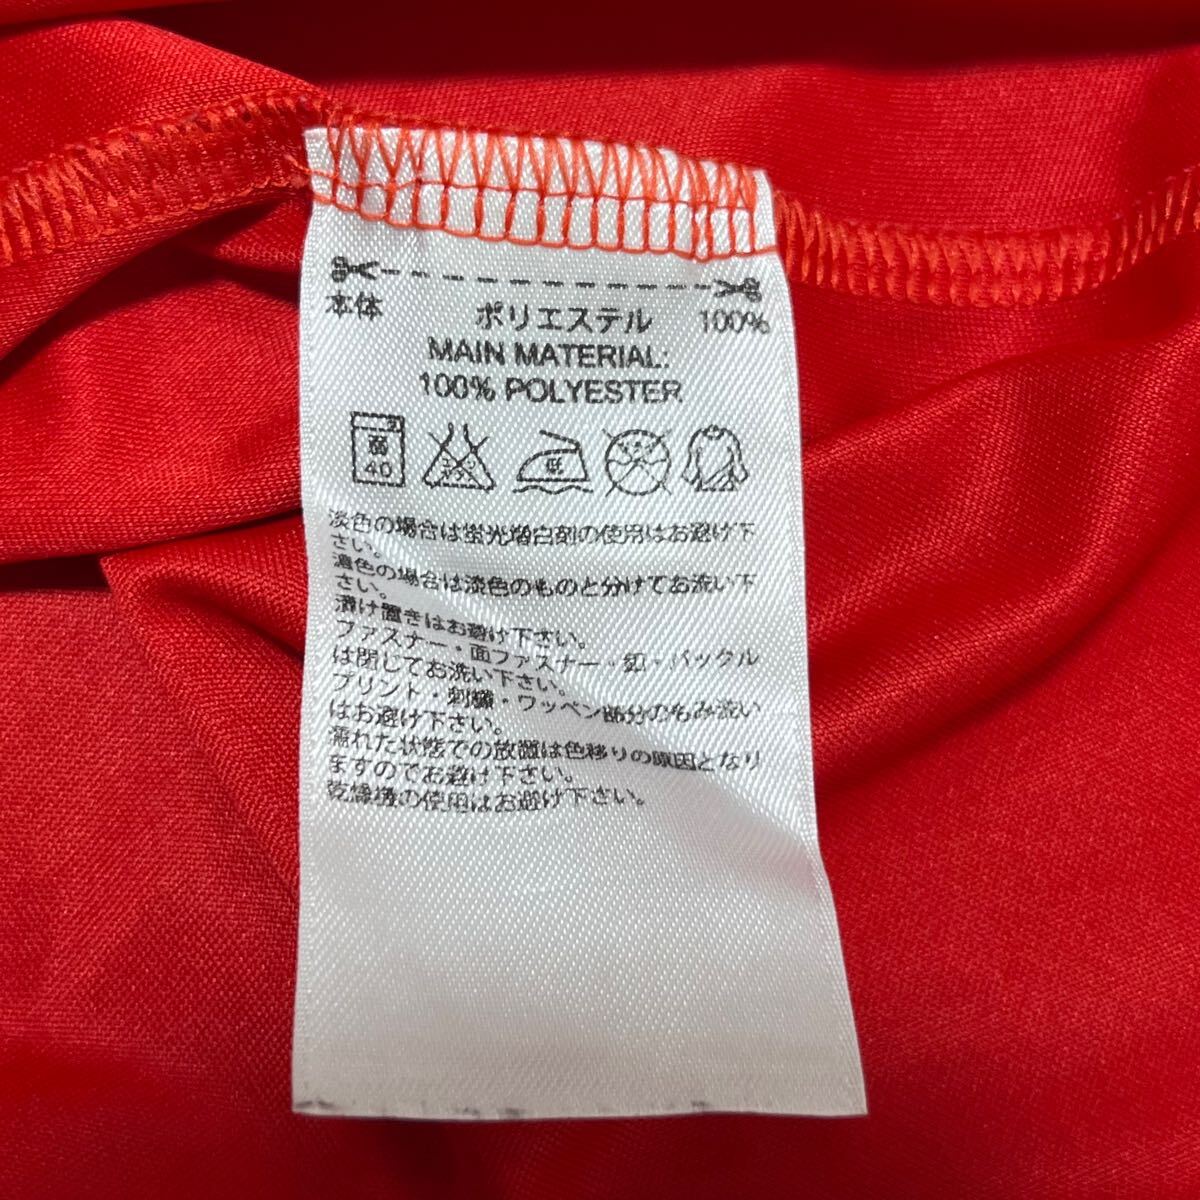 本体 ポリエステル 100%
MAIN MATERIAL:
100% POLYESTER
弱 40 低
淡色の場合は蛍光増白剤の使用はお避け下
さい。
濃色の場合は淡色のものと分けてお洗い下
さい。
漬け置きはお避け下さい。
ファスナー・面ファスナー・釦・バックル
は閉じてお洗い下さい。
プリント・刺繍・ワッペン部分のもみ洗い
はお避け下さい。
濡れた状態での放置は色移りの原因となり
ますのでお避け下さい。
乾燥機の使用はお避け下さい。